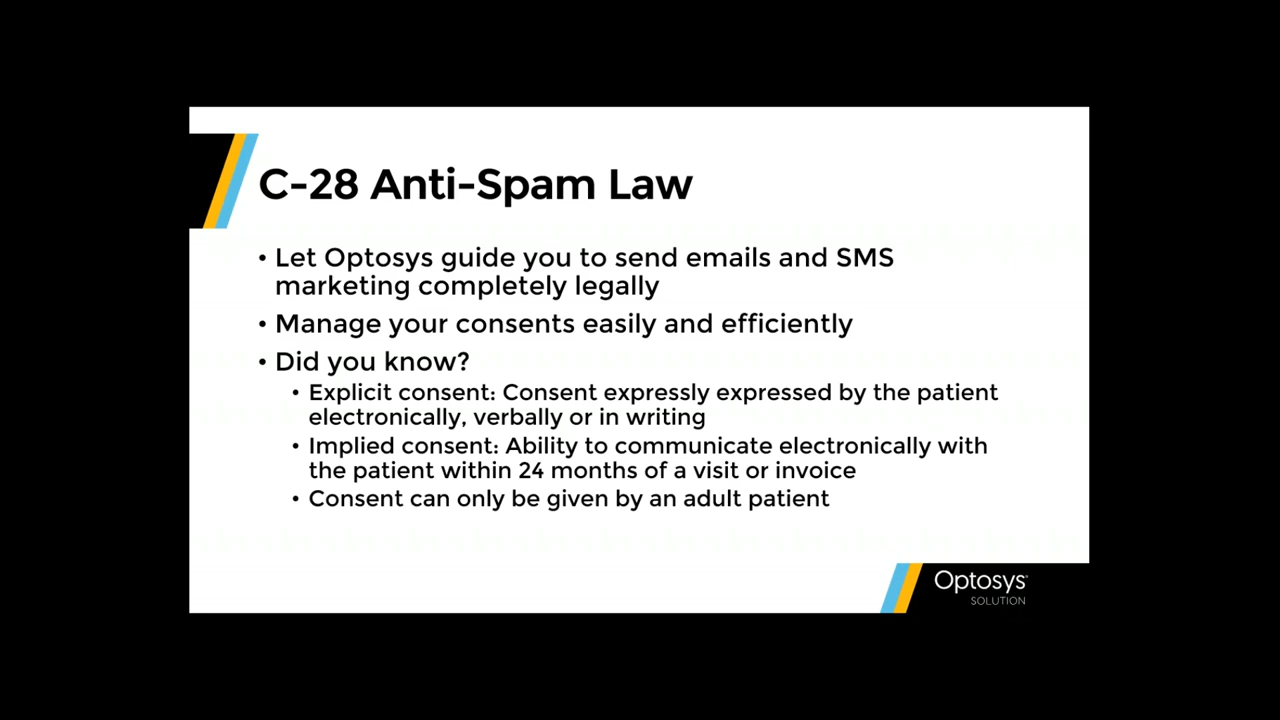 C-28 Anti-Spam Law
• Let Optosys guide you to send emails and SMS
marketing completely legally
• Manage your consents easily and efficiently
• Did you know?
• Explicit consent: Consent expressly expressed by the patient
electronically, verbally or in writing
• Implied consent: Ability to communicate electronically with
the patient within 24 months of a visit or invoice
• Consent can only be given by an adult patient
Optosys
SOLUTION